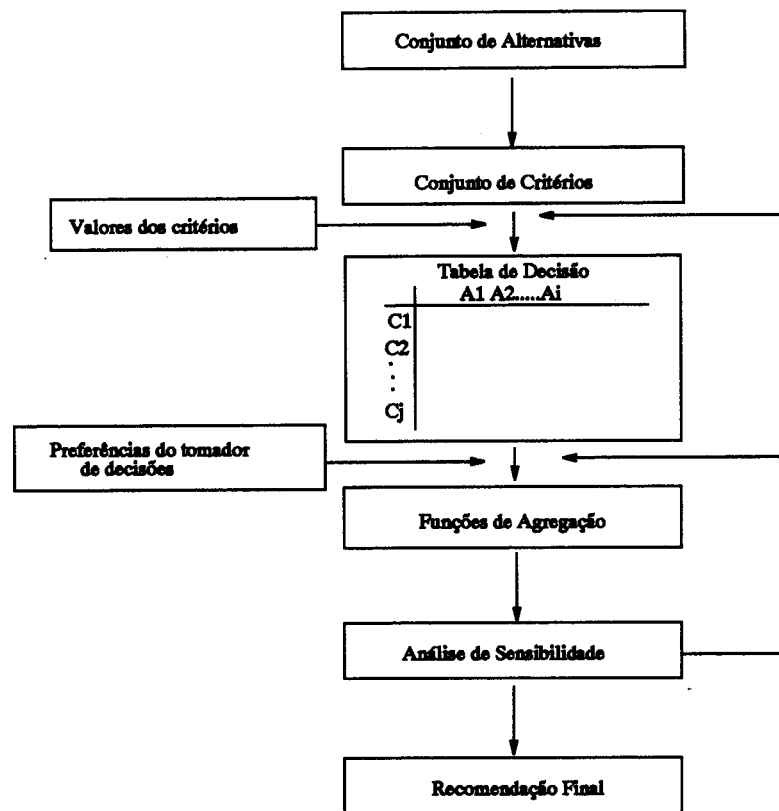 Conjunto de Alternativas
Conjunto de Critérios
Valores dos critérios
Tabela de Decisão
A1 A2.....Ai
C1
C2
.
.
.
Cj
Preferências do tomador
de decisões
Funções de Agregação
Análise de Sensibilidade
Recomendação Final